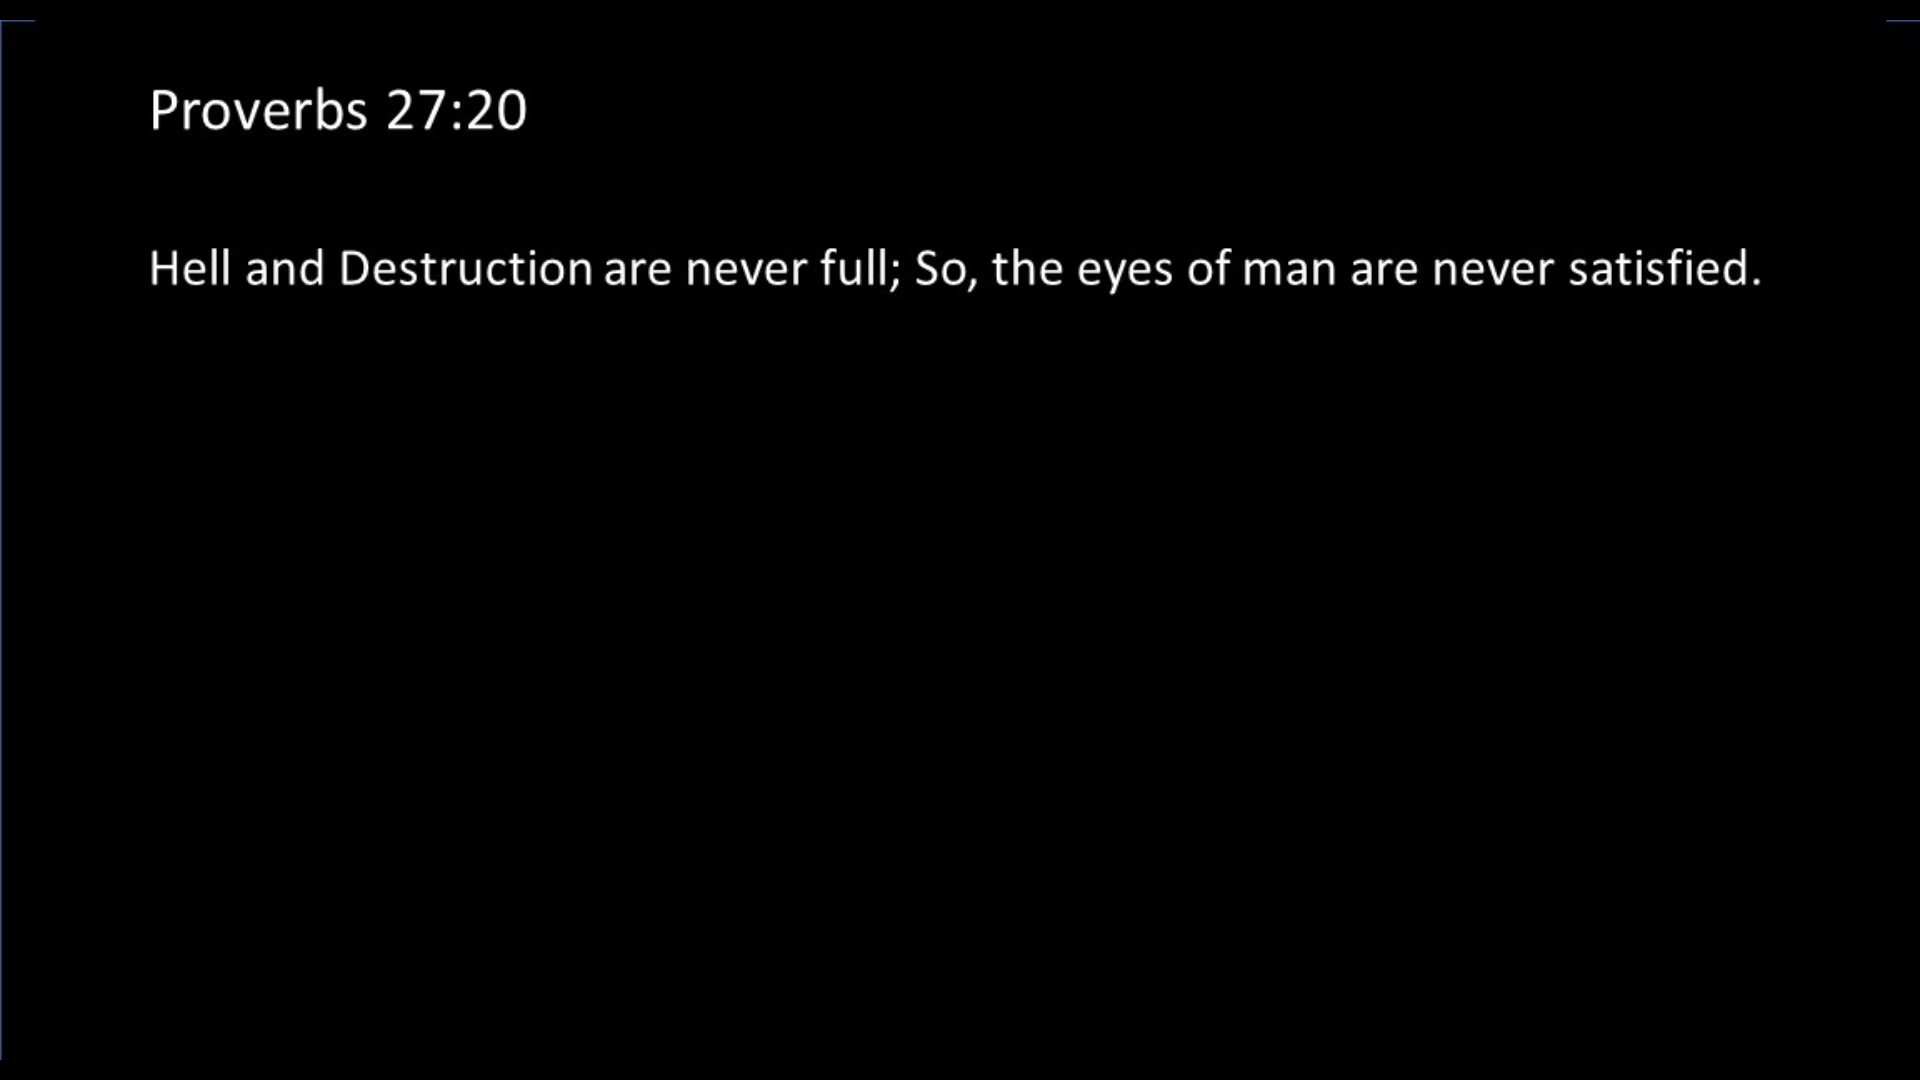 Proverbs 27:20
Hell and Destruction are never full; So, the eyes of man are never satisfied.